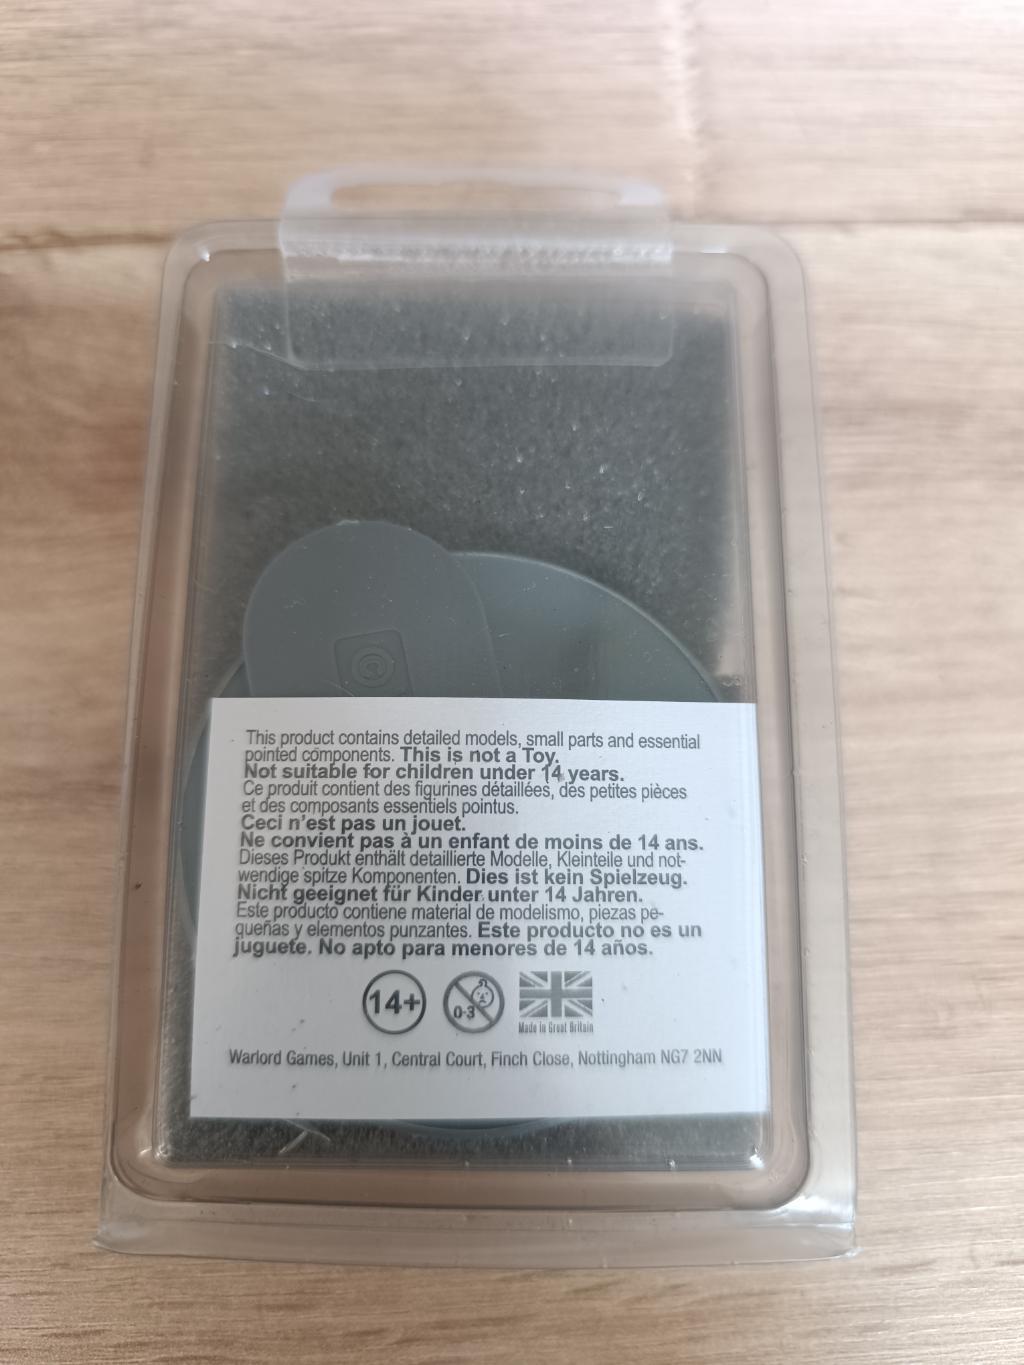 ©
This product contains detailed models, small parts and essential
pointed components. This is not a Toy.
Not suitable for children under 14 years.
Ce produit contient des figurines détaillées, des petites pièces
et des composants essentiels pointus.
Ceci n'est pas un jouet.
Ne convient pas à un enfant de moins de 14 ans.
Dieses Produkt enthält detaillierte Modelle, Kleinteile und not-
wendige spitze Komponenten. Dies ist kein Spielzeug.
Nicht geeignet für Kinder unter 14 Jahren.
Este producto contiene material de modelismo, piezas pe-
queñas y elementos punzantes. Este producto no es un
juguete. No apto para menores de 14 años.
14+
0-3
Made in Great Britain
Warlord Games, Unit 1, Central Court, Finch Close, Nottingham NG7 2NN